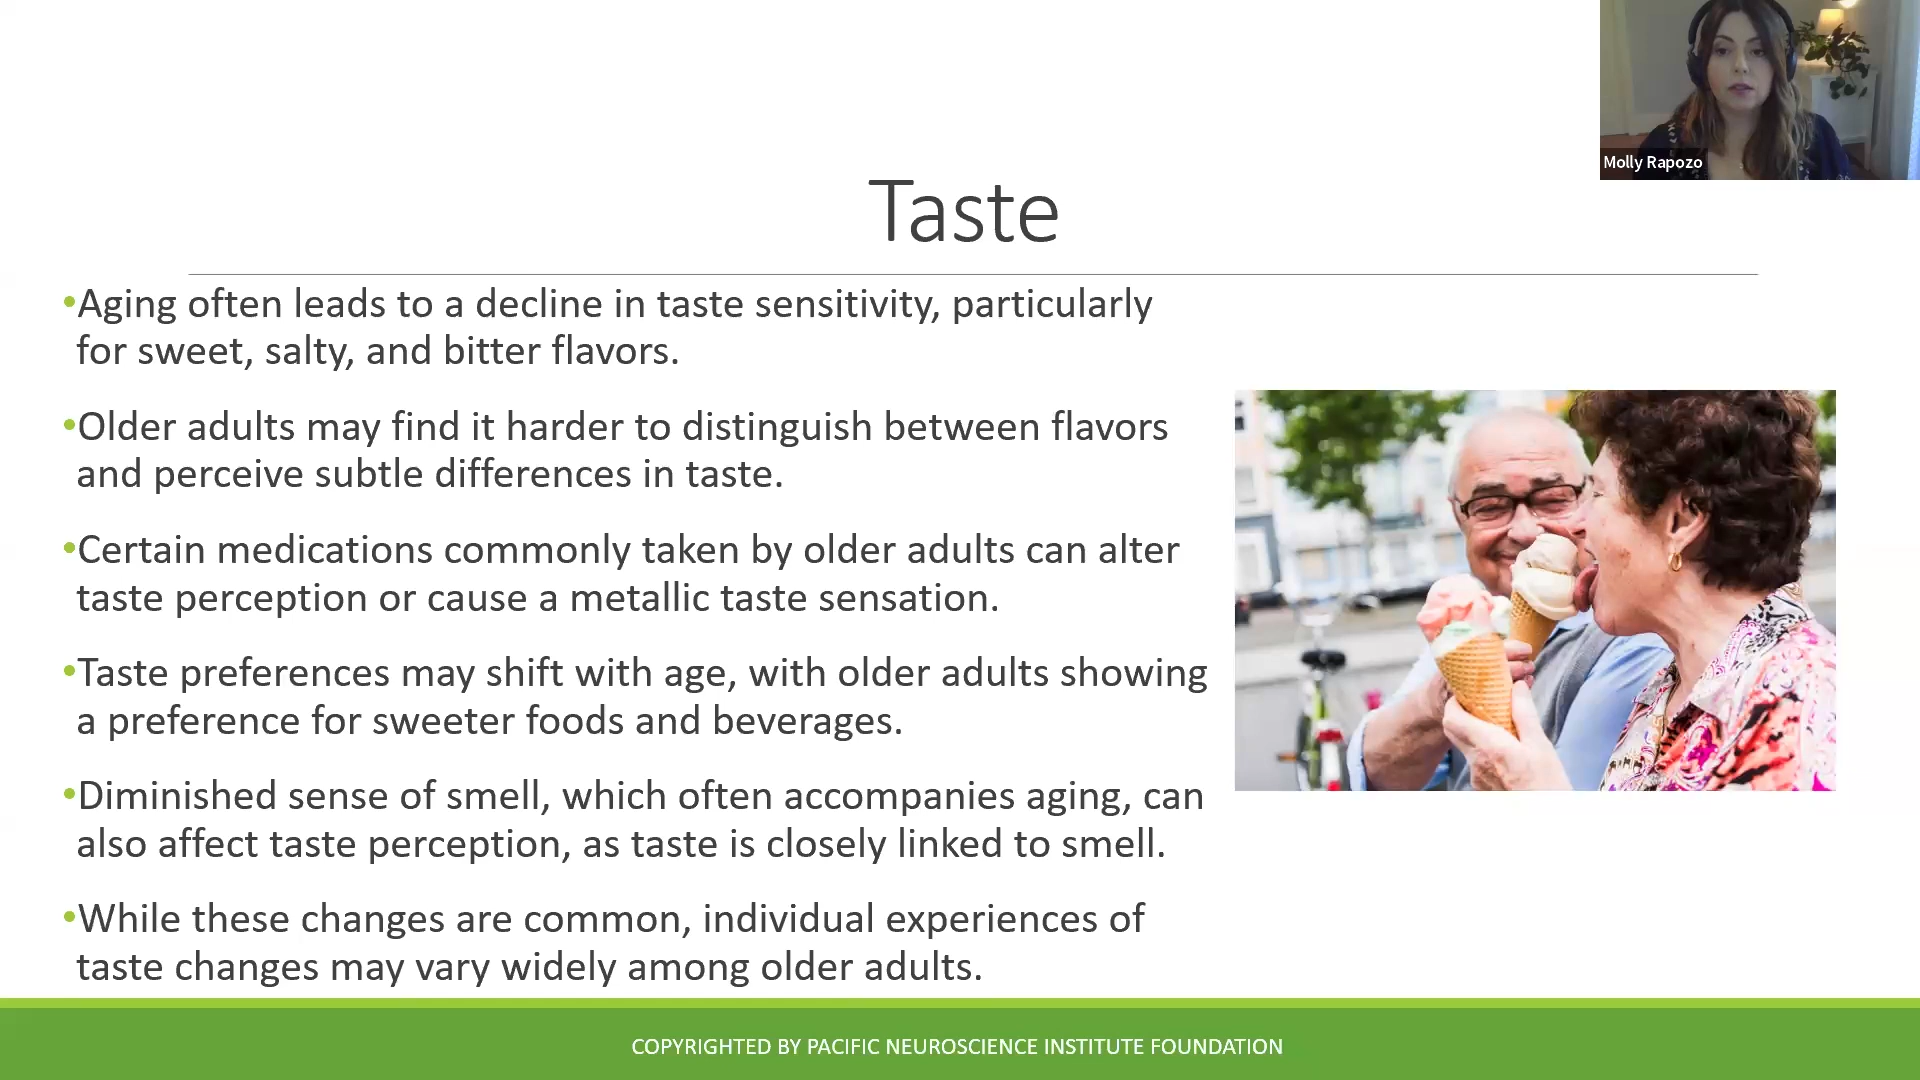 Molly Rapozo
Taste
•Aging often leads to a decline in taste sensitivity, particularly
for sweet, salty, and bitter flavors.
•Older adults may find it harder to distinguish between flavors
and perceive subtle differences in taste.
•Certain medications commonly taken by older adults can alter
taste perception or cause a metallic taste sensation.
•Taste preferences may shift with age, with older adults showing
a preference for sweeter foods and beverages.
•Diminished sense of smell, which often accompanies aging, can
also affect taste perception, as taste is closely linked to smell.
•While these changes are common, individual experiences of
taste changes may vary widely among older adults.
COPYRIGHTED BY PACIFIC NEUROSCIENCE INSTITUTE FOUNDATION